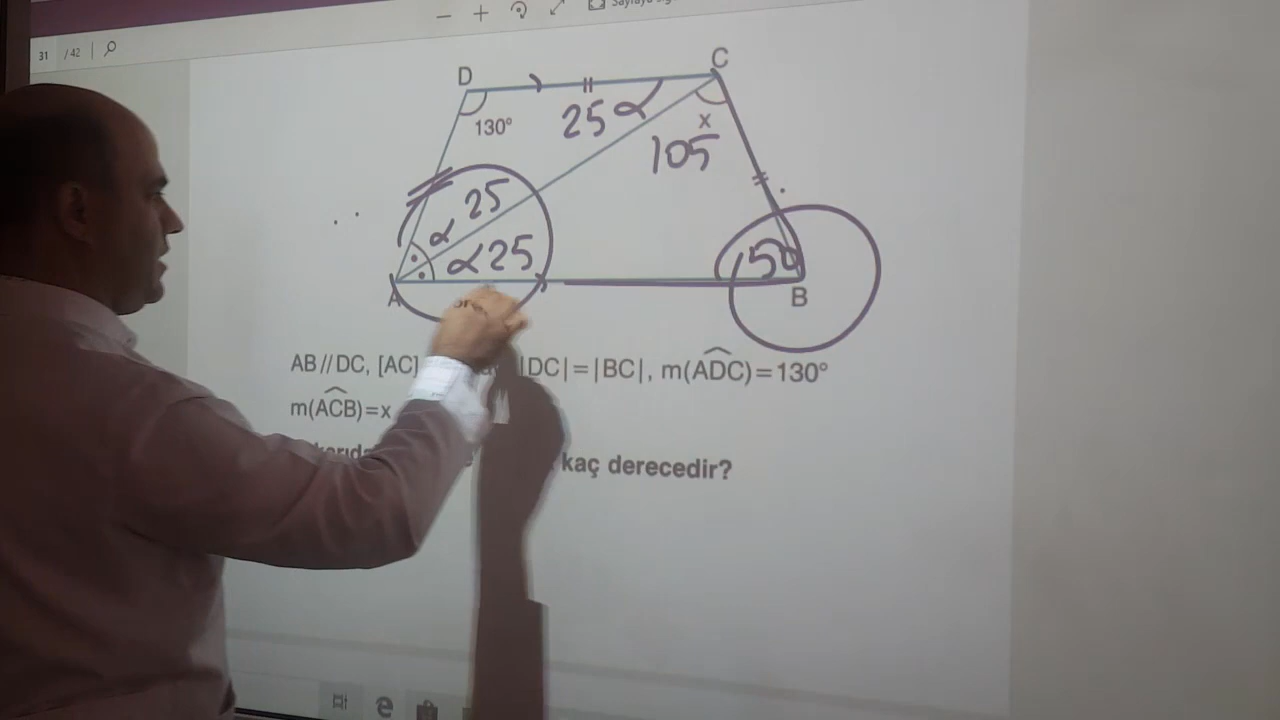 31 / 42
D
C
130°
25 α
x
105
α 25
α 25
50
A
B
AB // DC, [AC] |DC| = |BC|, m(ADC) = 130°
m(ACB) = x
kaç derecedir?